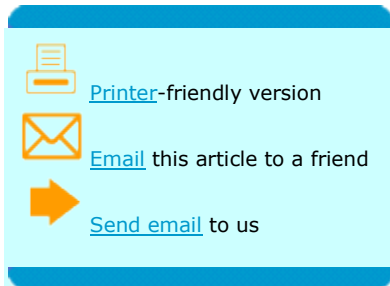 Printer-friendly version
Email this article to a friend
Send email to us